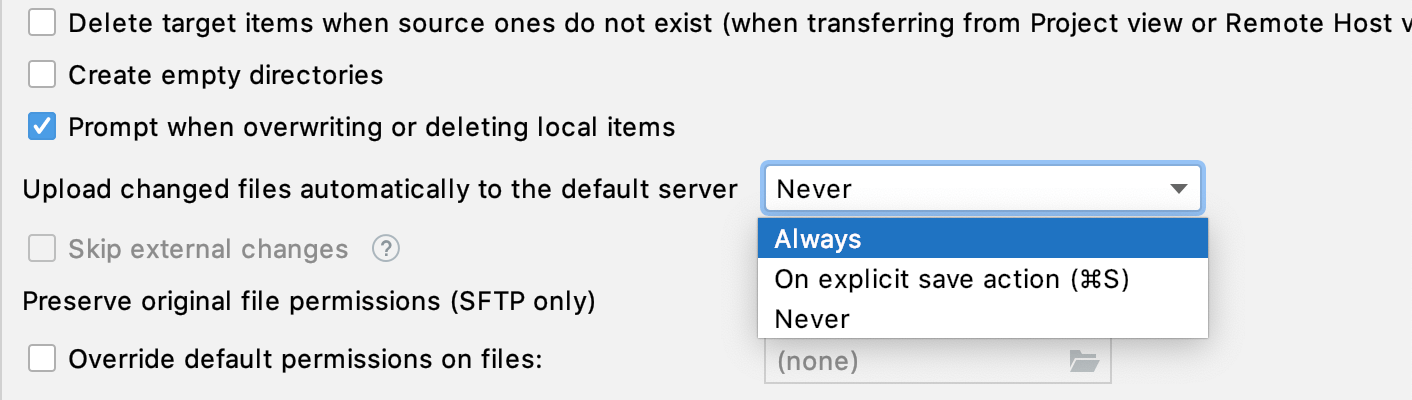 Delete target items when source ones do not exist (when transferring from Project view or Remote Host
Create empty directories
Prompt when overwriting or deleting local items
Upload changed files automatically to the default server Never
Always
Skip external changes ?
On explicit save action (⌘S)
Preserve original file permissions (SFTP only)
Never
Override default permissions on files: (none)